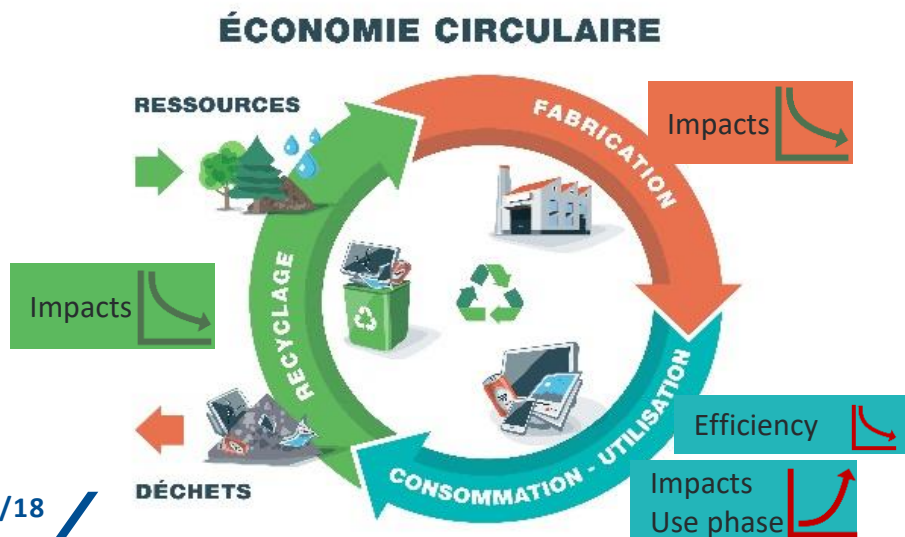 ÉCONOMIE CIRCULAIRE
RESSOURCES
FABRICATION
Impacts
Impacts
RECYCLAGE
CONSOMMATION - UTILISATION
Efficiency
Impacts
Use phase
DÉCHETS
/18